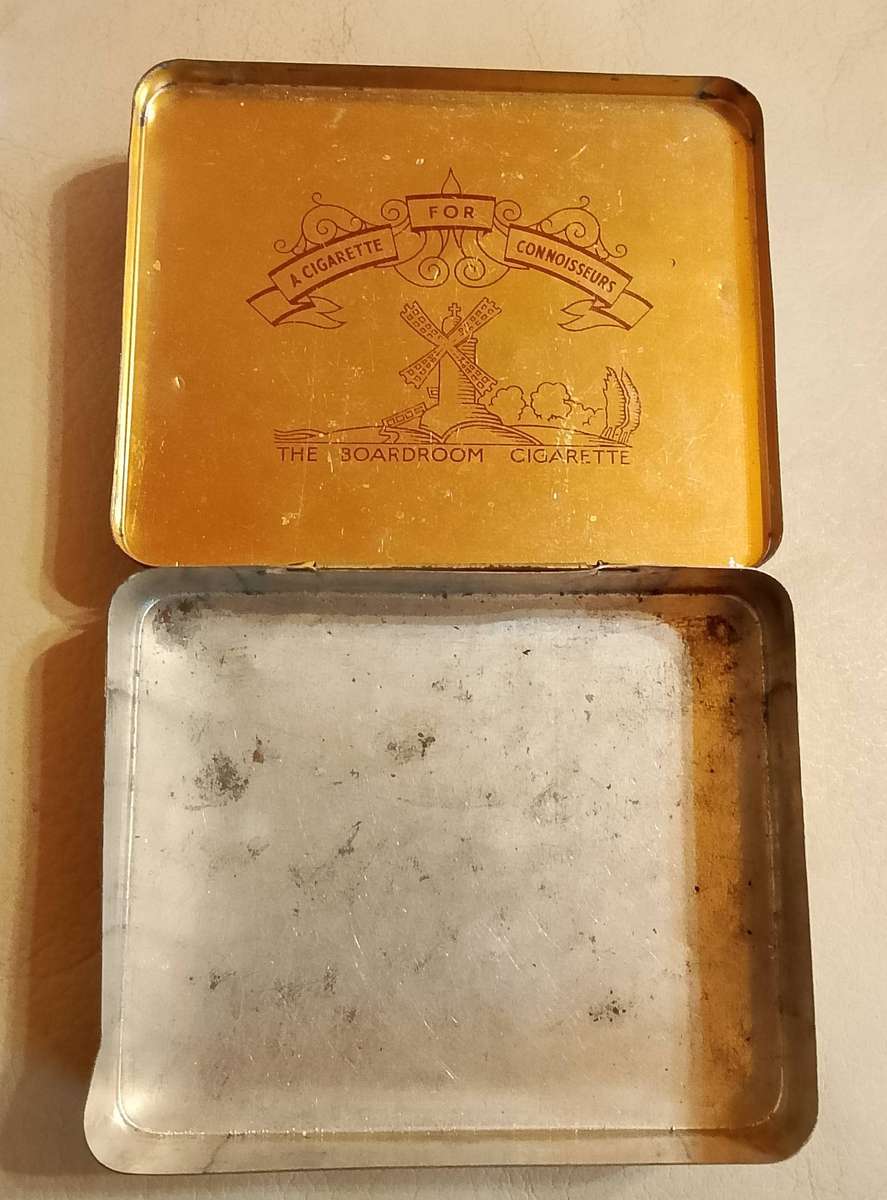 A CIGARETTE FOR CONNOISSEURS
THE BOARDROOM CIGARETTE